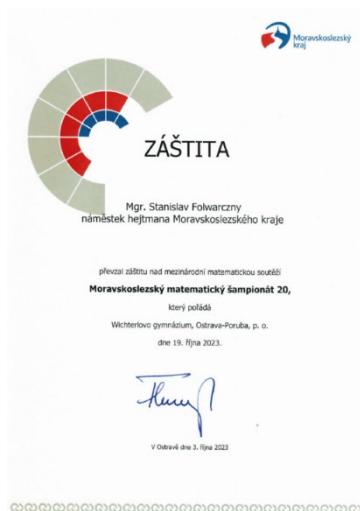 Moravskoslezský
kraj
ZÁŠTITA
Mgr. Stanislav Folwarczny
náměstek hejtmana Moravskoslezského kraje
převzal záštitu nad mezinárodní matematickou soutěží
Moravskoslezský matematický šampionát 20,
který pořádá
Wichterlovo gymnázium, Ostrava-Poruba, p. o.
dne 19. října 2023.
V Ostravě dne 3. října 2023